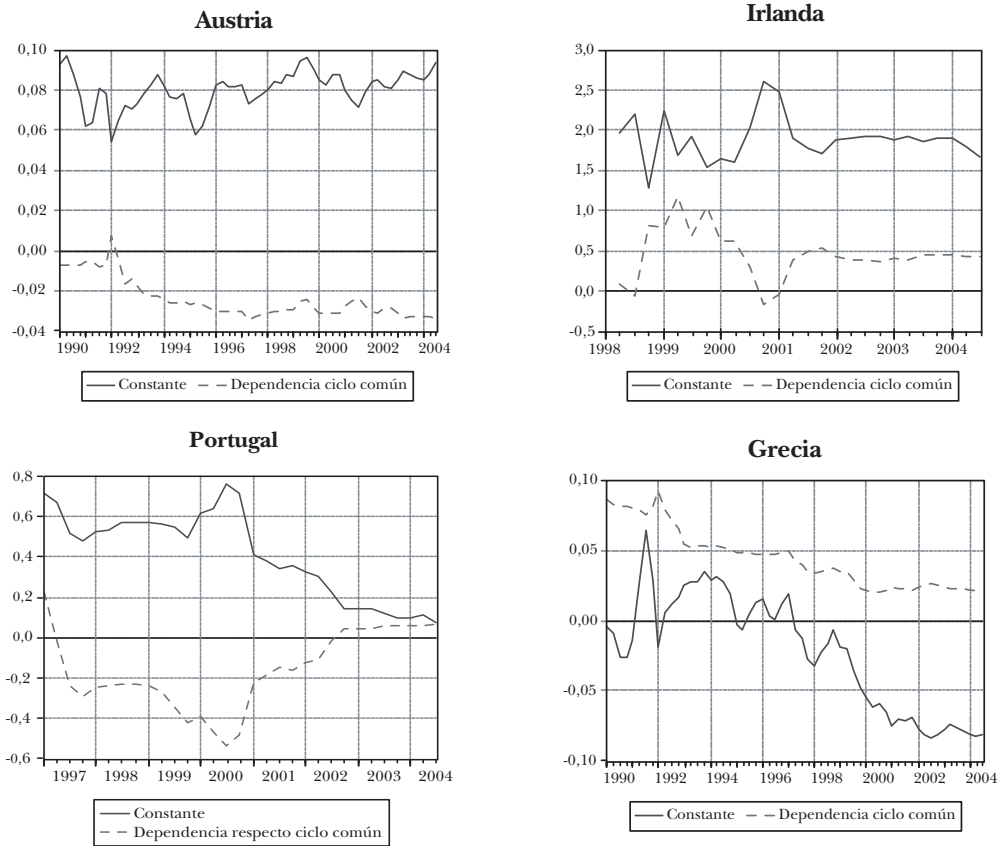 Austria
0,10
0,08
0,06
0,04
0,02
0,00
-0,02
-0,04
1990 1992 1994 1996 1998 2000 2002 2004
Constante Dependencia ciclo común
Irlanda
3,0
2,5
2,0
1,5
1,0
0,5
0,0
-0,5
1998 1999 2000 2001 2002 2003 2004
Constante Dependencia ciclo común
Portugal
0,8
0,6
0,4
0,2
0,0
-0,2
-0,4
-0,6
1997 1998 1999 2000 2001 2002 2003 2004
Constante
Dependencia respecto ciclo común
Grecia
0,10
0,05
0,00
-0,05
-0,10
1990 1992 1994 1996 1998 2000 2002 2004
Constante Dependencia ciclo común